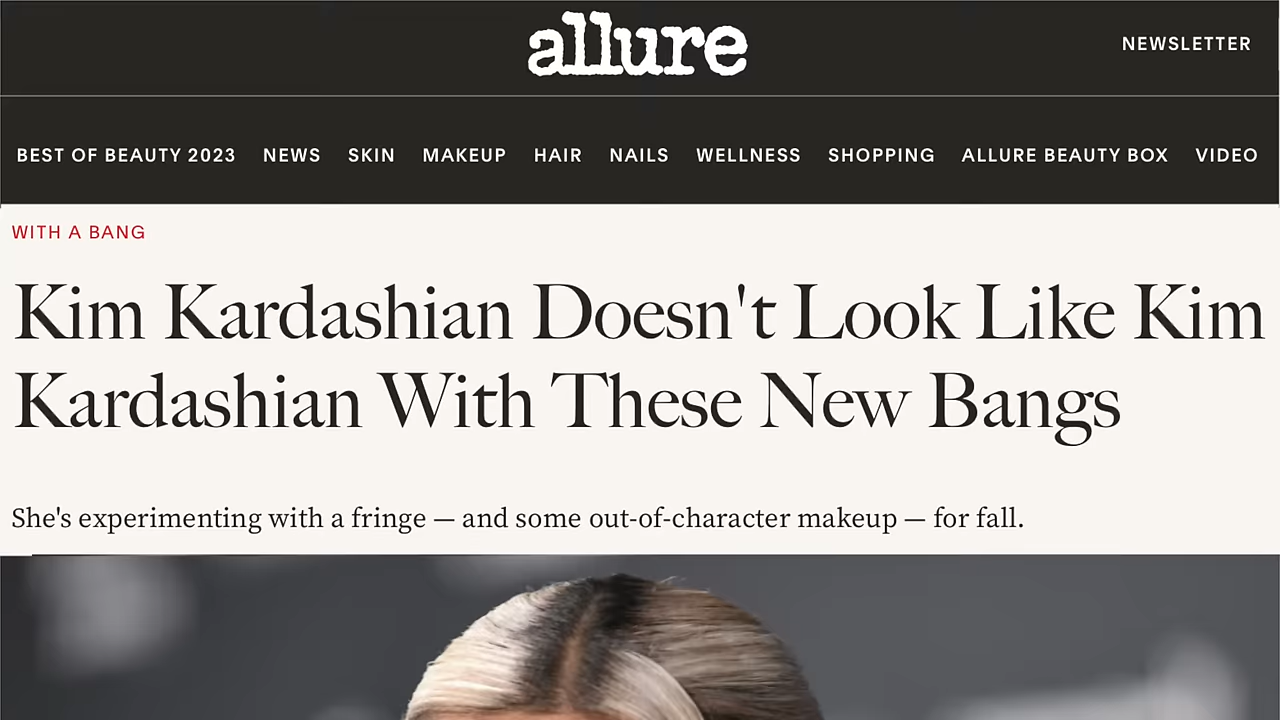 allure
NEWSLETTER
BEST OF BEAUTY 2023 NEWS SKIN MAKEUP HAIR NAILS WELLNESS SHOPPING ALLURE BEAUTY BOX VIDEO
WITH A BANG
Kim Kardashian Doesn't Look Like Kim
Kardashian With These New Bangs
She's experimenting with a fringe — and some out-of-character makeup — for fall.